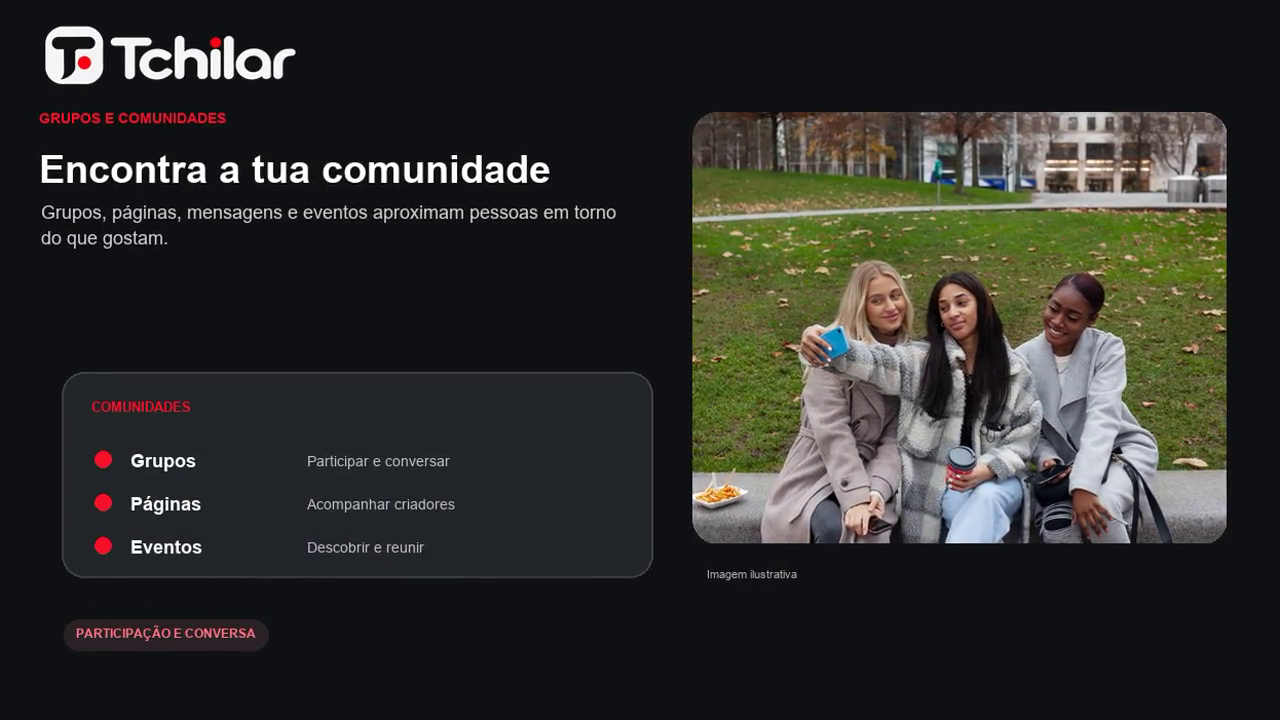 Tchilar
GRUPOS E COMUNIDADES
Encontra a tua comunidade
Grupos, páginas, mensagens e eventos aproximam pessoas em torno
do que gostam.
COMUNIDADES
Grupos Participar e conversar
Páginas Acompanhar criadores
Eventos Descobrir e reunir
PARTICIPAÇÃO E CONVERSA
Imagem ilustrativa